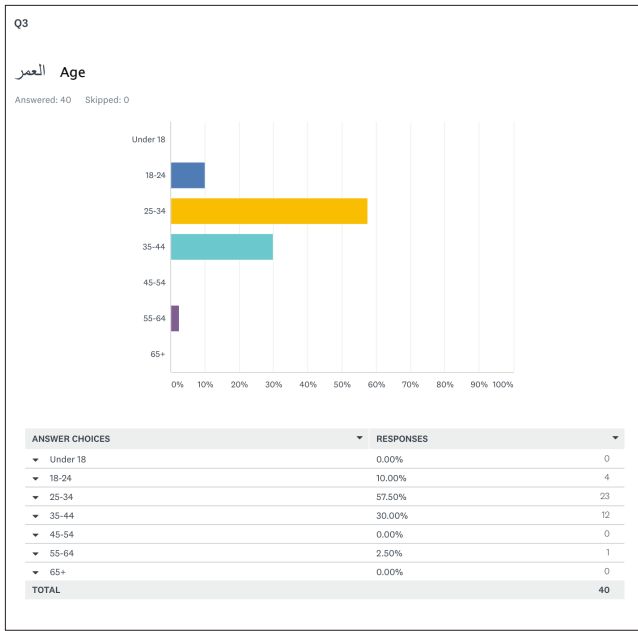 Q3
العمر Age
Answered: 40 Skipped: 0
Under 18
18-24
25-34
35-44
45-54
55-64
65+
0% 10% 20% 30% 40% 50% 60% 70% 80% 90% 100%
ANSWER CHOICES RESPONSES
Under 18 0.00% 0
18-24 10.00% 4
25-34 57.50% 23
35-44 30.00% 12
45-54 0.00% 0
55-64 2.50% 1
65+ 0.00% 0
TOTAL 40